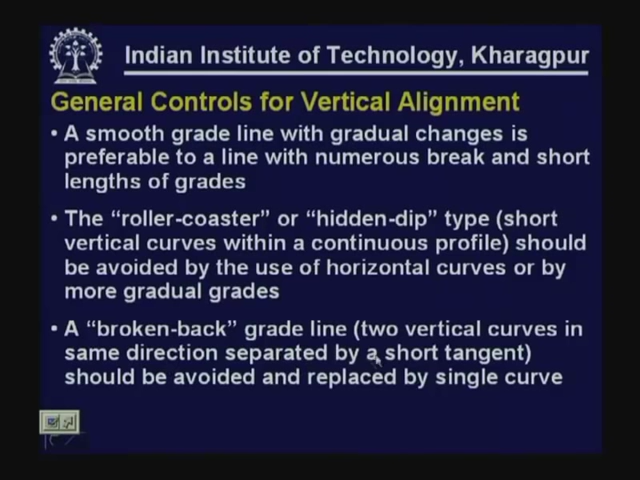 Indian Institute of Technology, Kharagpur
General Controls for Vertical Alignment
• A smooth grade line with gradual changes is
preferable to a line with numerous break and short
lengths of grades
• The “roller-coaster” or “hidden-dip” type (short
vertical curves within a continuous profile) should
be avoided by the use of horizontal curves or by
more gradual grades
• A “broken-back” grade line (two vertical curves in
same direction separated by a short tangent)
should be avoided and replaced by single curve